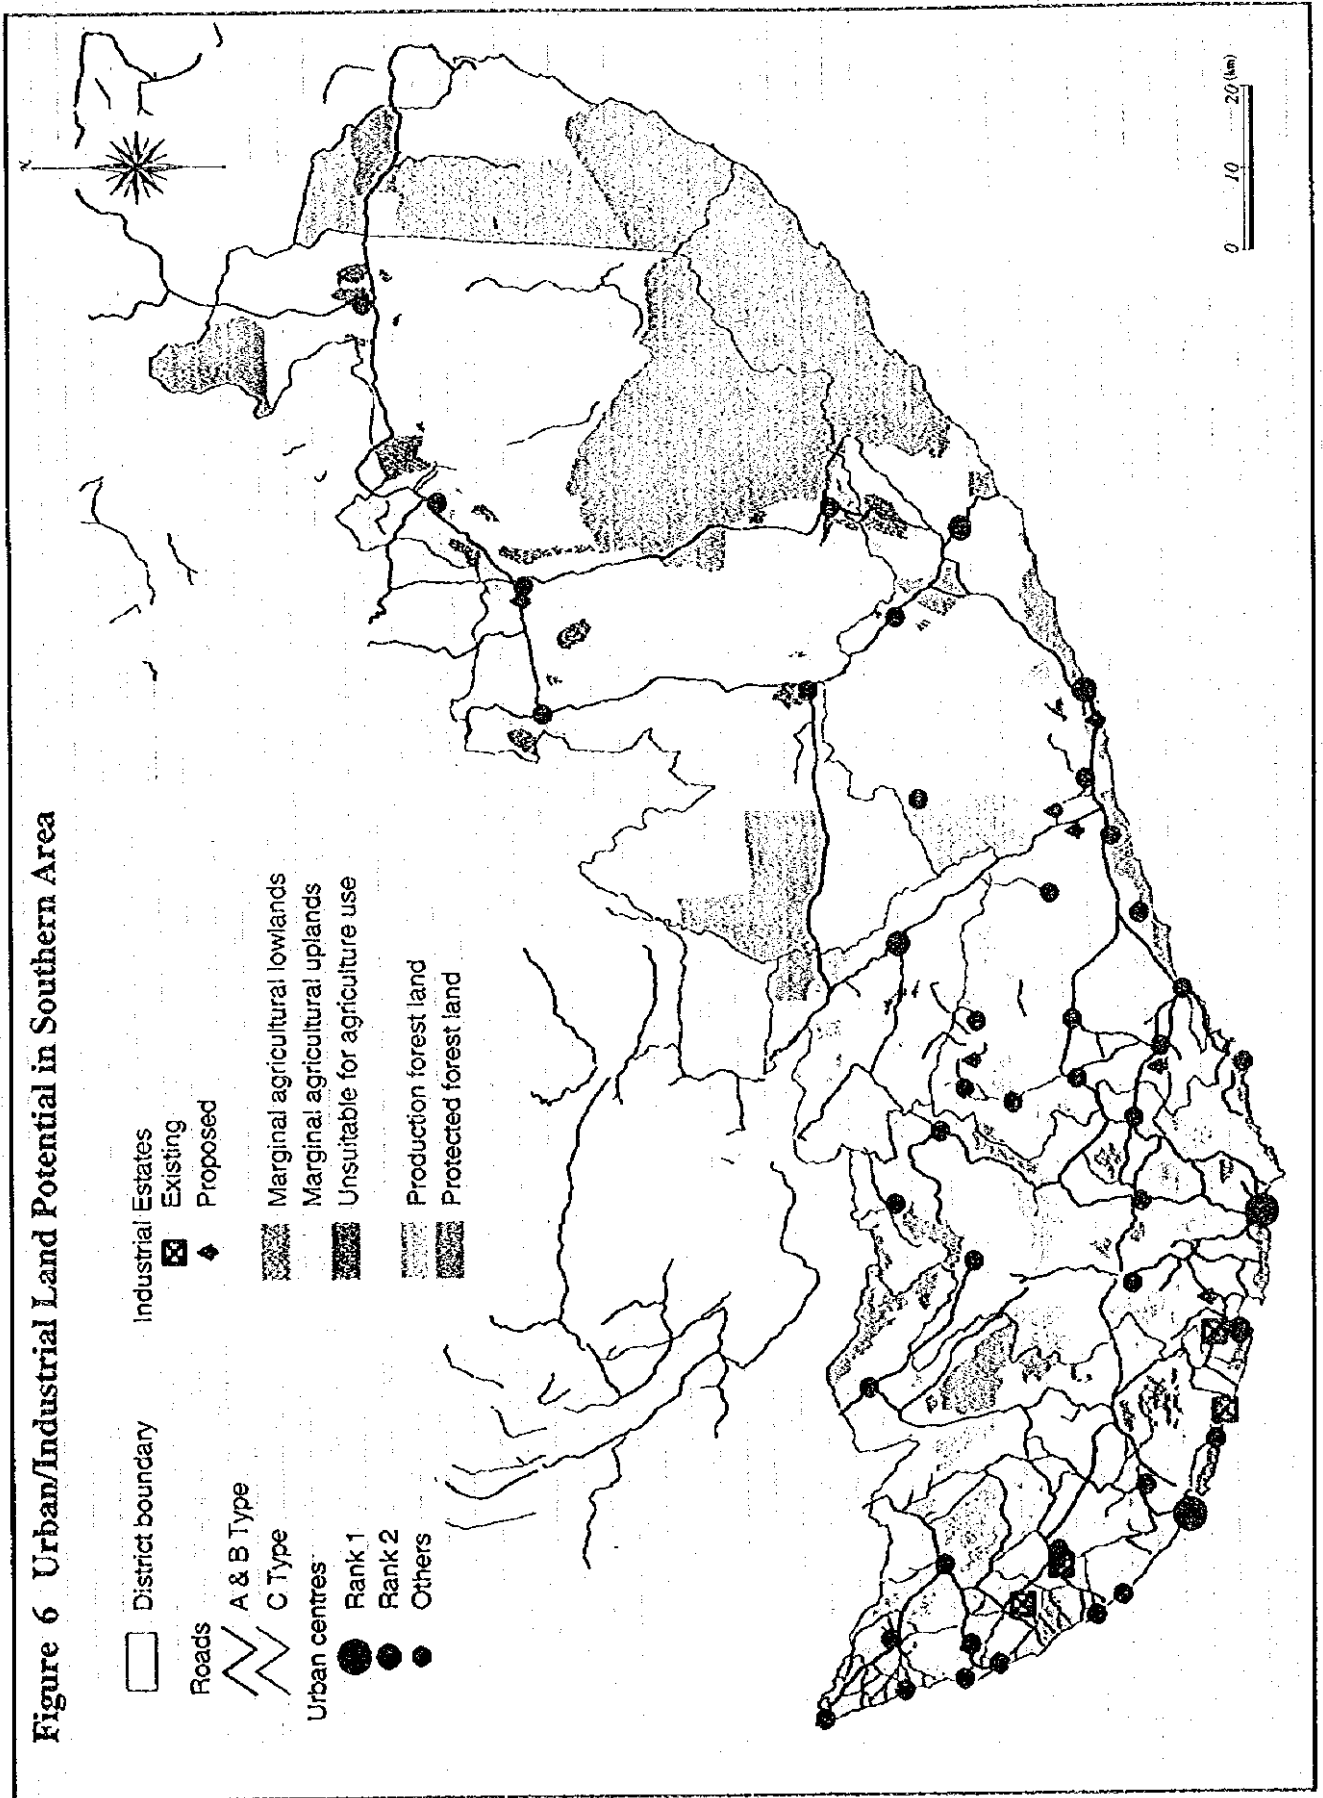 Figure 6 Urban/Industrial Land Potential in Southern Area
District boundary
Roads
A & B Type
C Type
Urban centres
Rank 1
Rank 2
Others
Industrial Estates
Existing
Proposed
Marginal agricultural lowlands
Marginal agricultural uplands
Unsuitable for agriculture use
Production forest land
Protected forest land
N
0 10 20 (km)